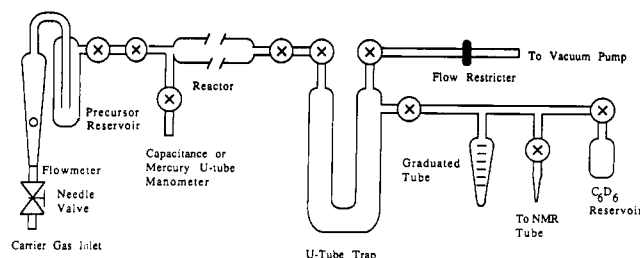 To Vacuum Pump
Flow Restricter
Reactor
Precursor
Reservoir
Capacitance or
Mercury U-tube
Manometer
Flowmeter
Needle
Valve
Carrier Gas Inlet
U-Tube Trap
Graduated
Tube
To NMR
Tube
C6D6
Reservoir